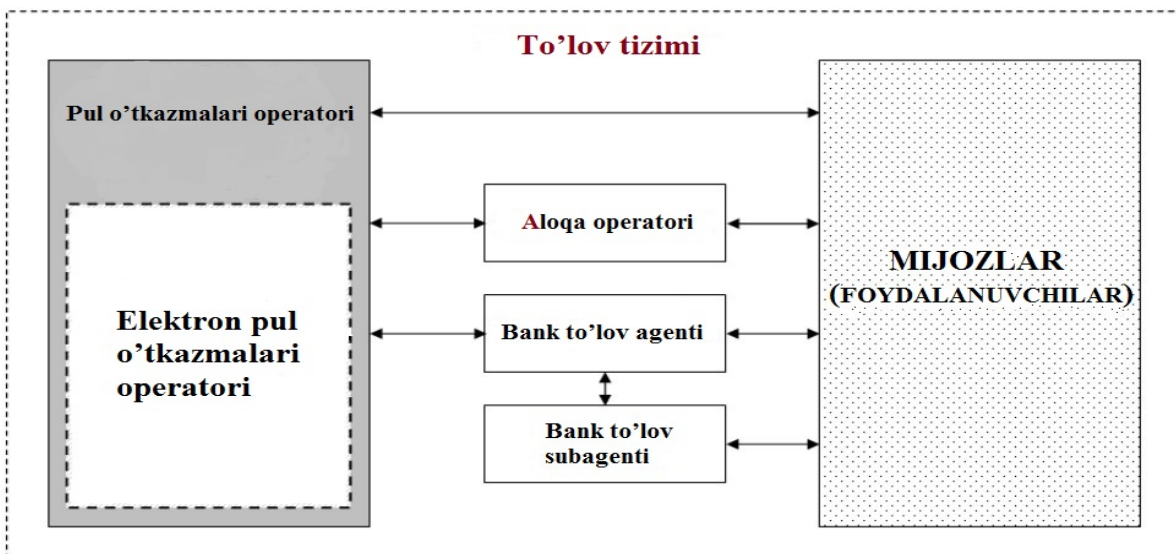 To’lov tizimi
Pul o’tkazmalari operatori
Elektron pul
o’tkazmalari
operatori
Aloqa operatori
Bank to’lov agenti
Bank to’lov
subagenti
MIJOZLAR
(FOYDALANUVCHILAR)